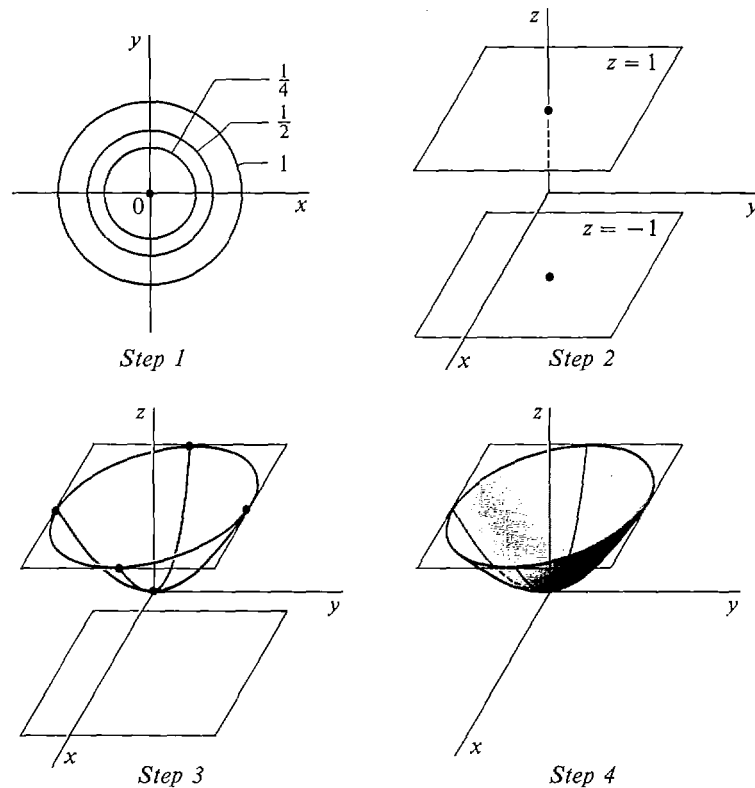 y
1/4
1/2
1
0
x
Step 1
z
z = 1
y
z = −1
x
Step 2
z
y
x
Step 3
z
y
x
Step 4